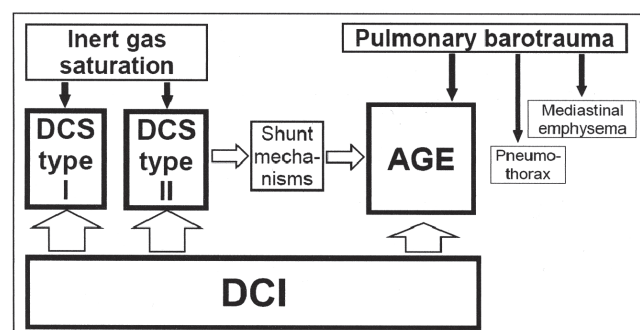 Inert gas
saturation
Pulmonary barotrauma
DCS
type
I
DCS
type
II
Shunt
mecha-
nisms
AGE
Mediastinal
emphysema
Pneumo-
thorax
DCI